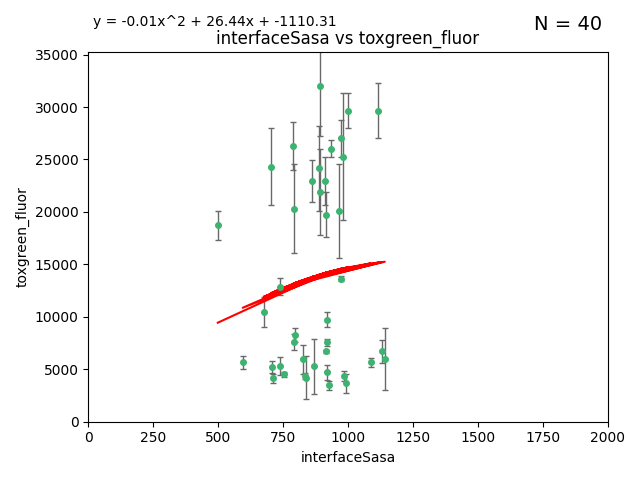 y = -0.01x^2 + 26.44x + -1110.31
N = 40
interfaceSasa vs toxgreen_fluor
35000
30000
25000
20000
15000
10000
5000
0
toxgreen_fluor
0 250 500 750 1000 1250 1500 1750 2000
interfaceSasa